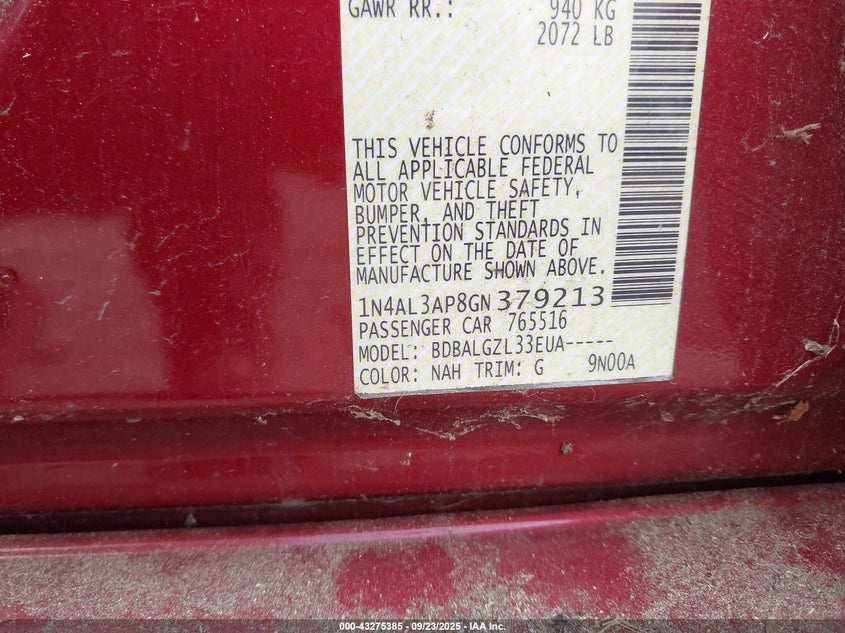 GAWR RR.: 940 KG
2072 LB
THIS VEHICLE CONFORMS TO
ALL APPLICABLE FEDERAL
MOTOR VEHICLE SAFETY,
BUMPER, AND THEFT
PREVENTION STANDARDS IN
EFFECT ON THE DATE OF
MANUFACTURE SHOWN ABOVE.
1N4AL3AP8GN379213
PASSENGER CAR 765516
MODEL: BDBALGZL33EUA-----
COLOR: NAH TRIM: G 9N00A
000-43275385 - 09/23/2025 - IAA Inc.